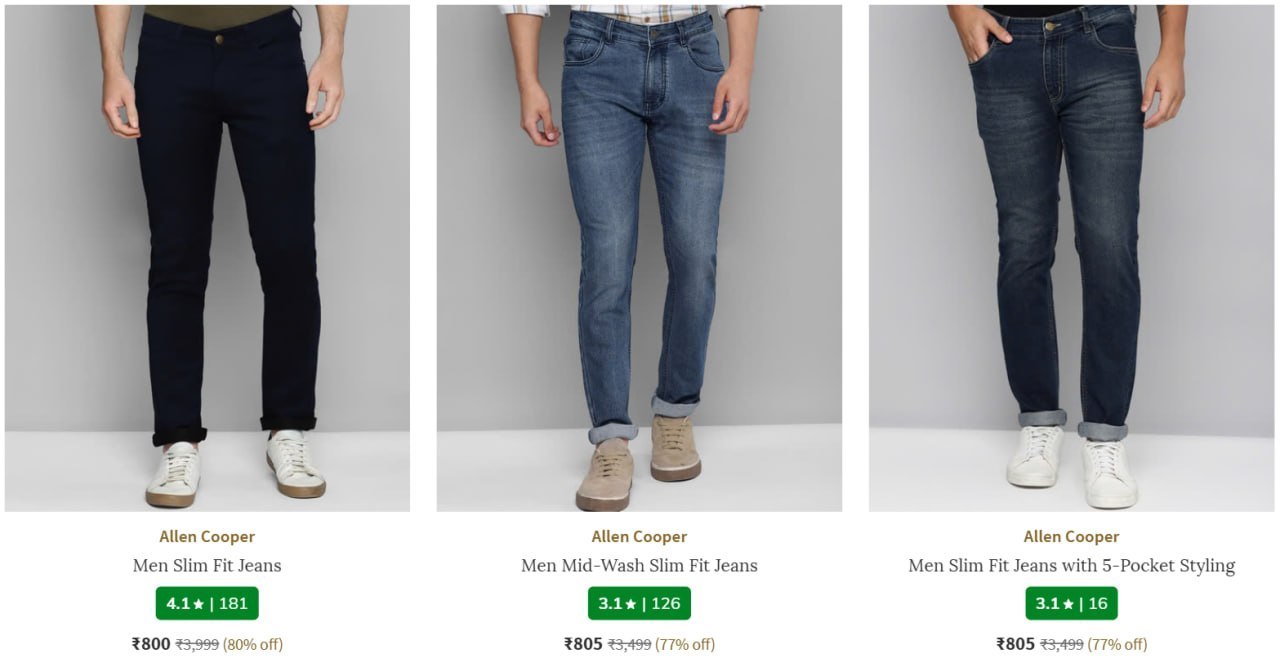 Allen Cooper
Men Slim Fit Jeans
4.1★ | 181
₹800 ₹3,999 (80% off)
Allen Cooper
Men Mid-Wash Slim Fit Jeans
3.1★ | 126
₹805 ₹3,499 (77% off)
Allen Cooper
Men Slim Fit Jeans with 5-Pocket Styling
3.1★ | 16
₹805 ₹3,499 (77% off)